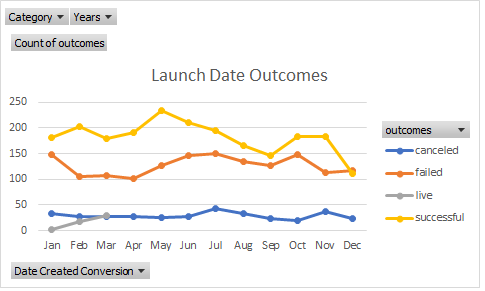 Category Years
Count of outcomes
Launch Date Outcomes
250
200
150
100
50
0
Jan Feb Mar Apr May Jun Jul Aug Sep Oct Nov Dec
outcomes
canceled
failed
live
successful
Date Created Conversion